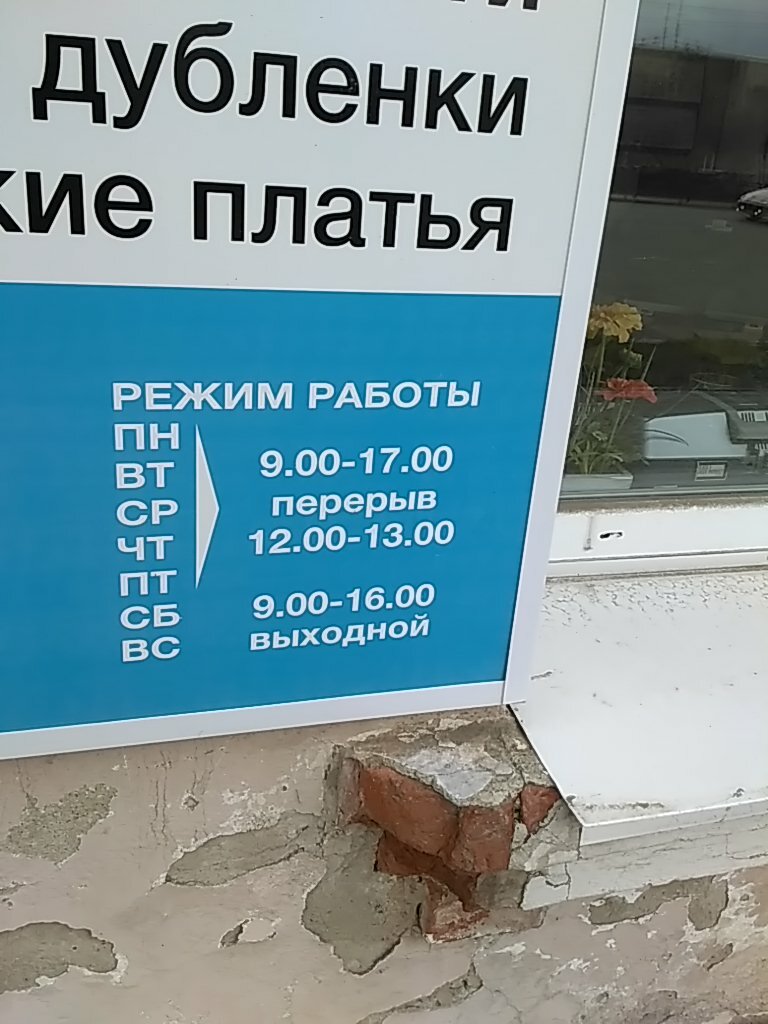 дубленки
платья
РЕЖИМ РАБОТЫ
ПН
ВТ
СР
ЧТ
ПТ
9.00-17.00
перерыв
12.00-13.00
СБ 9.00-16.00
ВС выходной